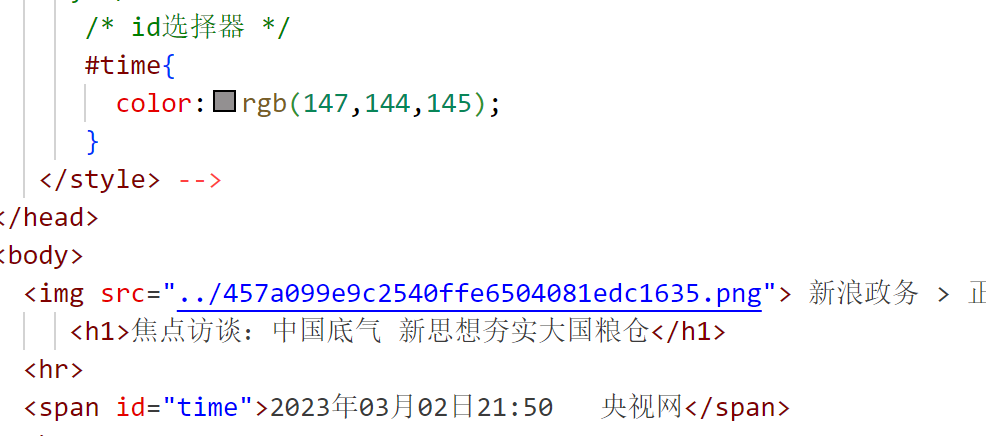 /* id选择器 */
#time{
color:rgb(147,144,145);
}
</style> -->
</head>
<body>
<img src="../457a099e9c2540ffe6504081edc1635.png"> 新浪政务 > 正
<h1>焦点访谈：中国底气 新思想夯实大国粮仓</h1>
<hr>
<span id="time">2023年03月02日21:50   央视网</span>